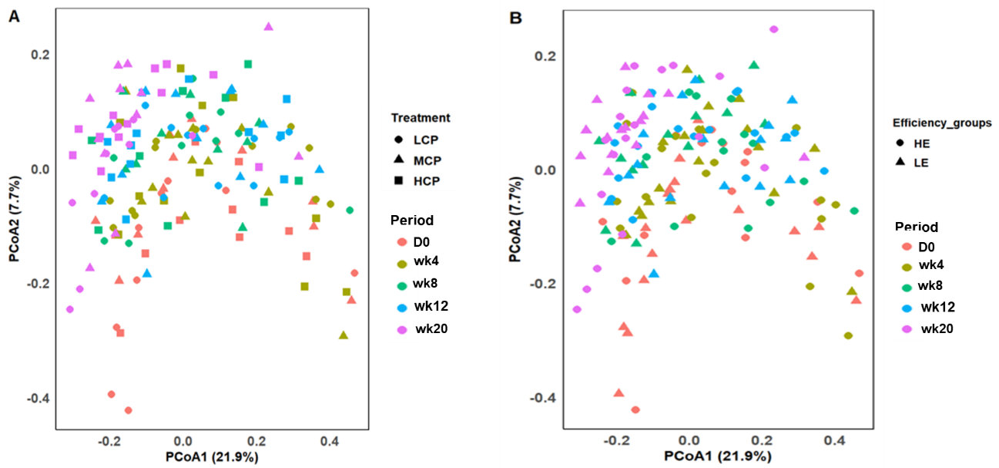 A
PCoA2 (7.7%)
0.2
0.0
-0.2
-0.4
-0.2
0.0
0.2
0.4
PCoA1 (21.9%)
Treatment
LCP
MCP
HCP
Period
D0
wk4
wk8
wk12
wk20
B
PCoA2 (7.7%)
0.2
0.0
-0.2
-0.4
-0.2
0.0
0.2
0.4
PCoA1 (21.9%)
Efficiency_groups
HE
LE
Period
D0
wk4
wk8
wk12
wk20